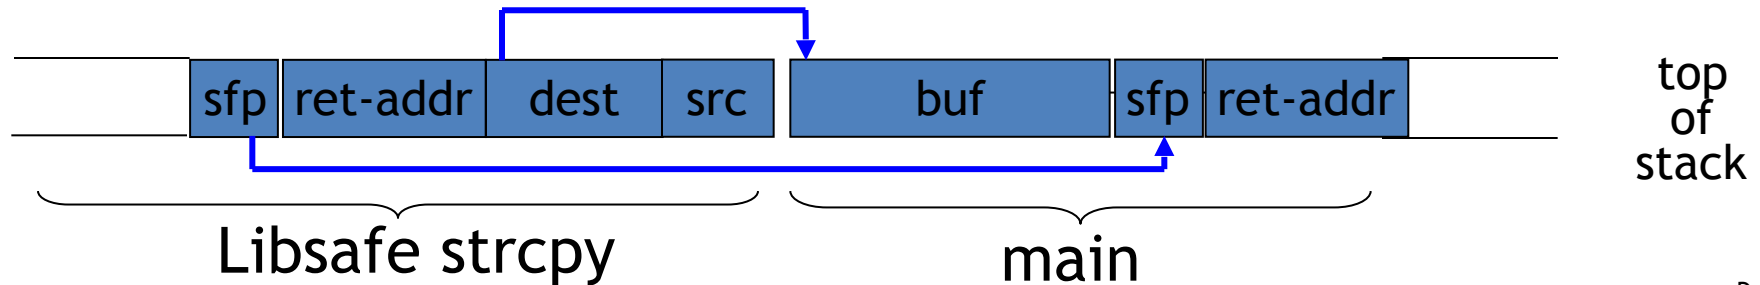 sfp ret-addr dest src buf sfp ret-addr
top
of
stack
Libsafe strcpy main